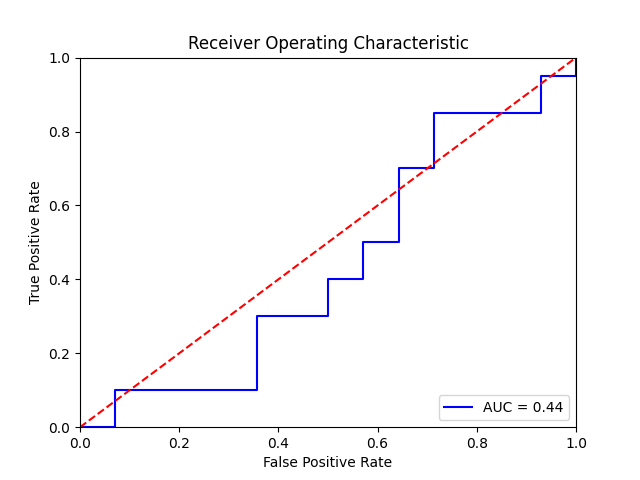 Receiver Operating Characteristic
1.0
0.8
0.6
0.4
0.2
0.0
True Positive Rate
AUC = 0.44
0.0 0.2 0.4 0.6 0.8 1.0
False Positive Rate